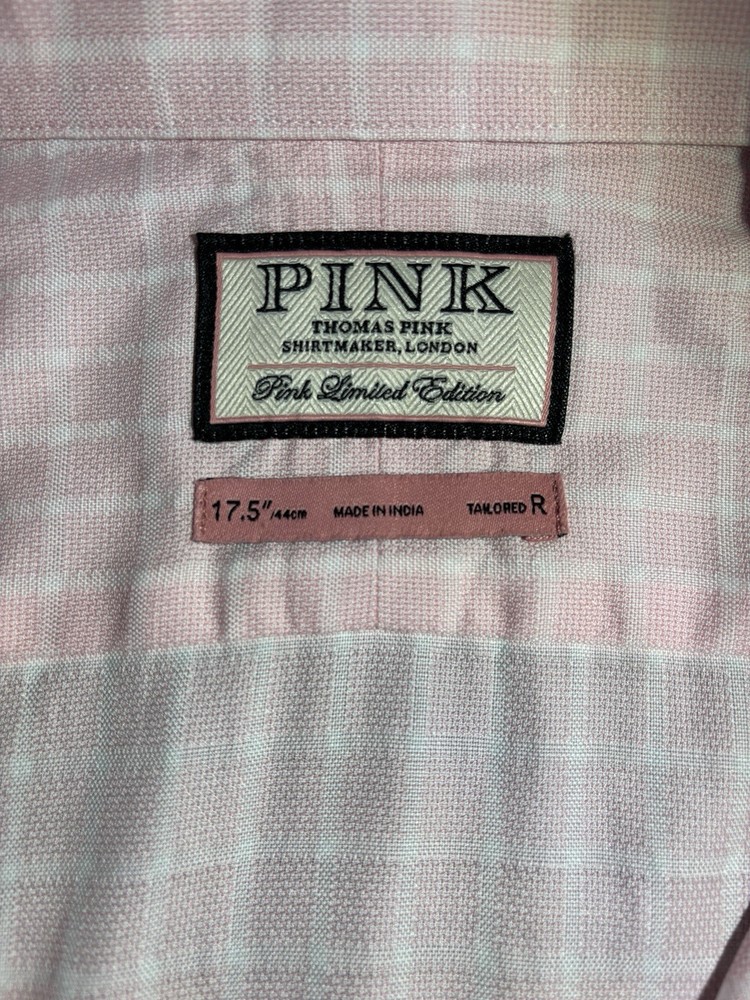 PINK
THOMAS PINK
SHIRTMAKER, LONDON
Pink Limited Edition
17.5"/44cm MADE IN INDIA TAILORED R